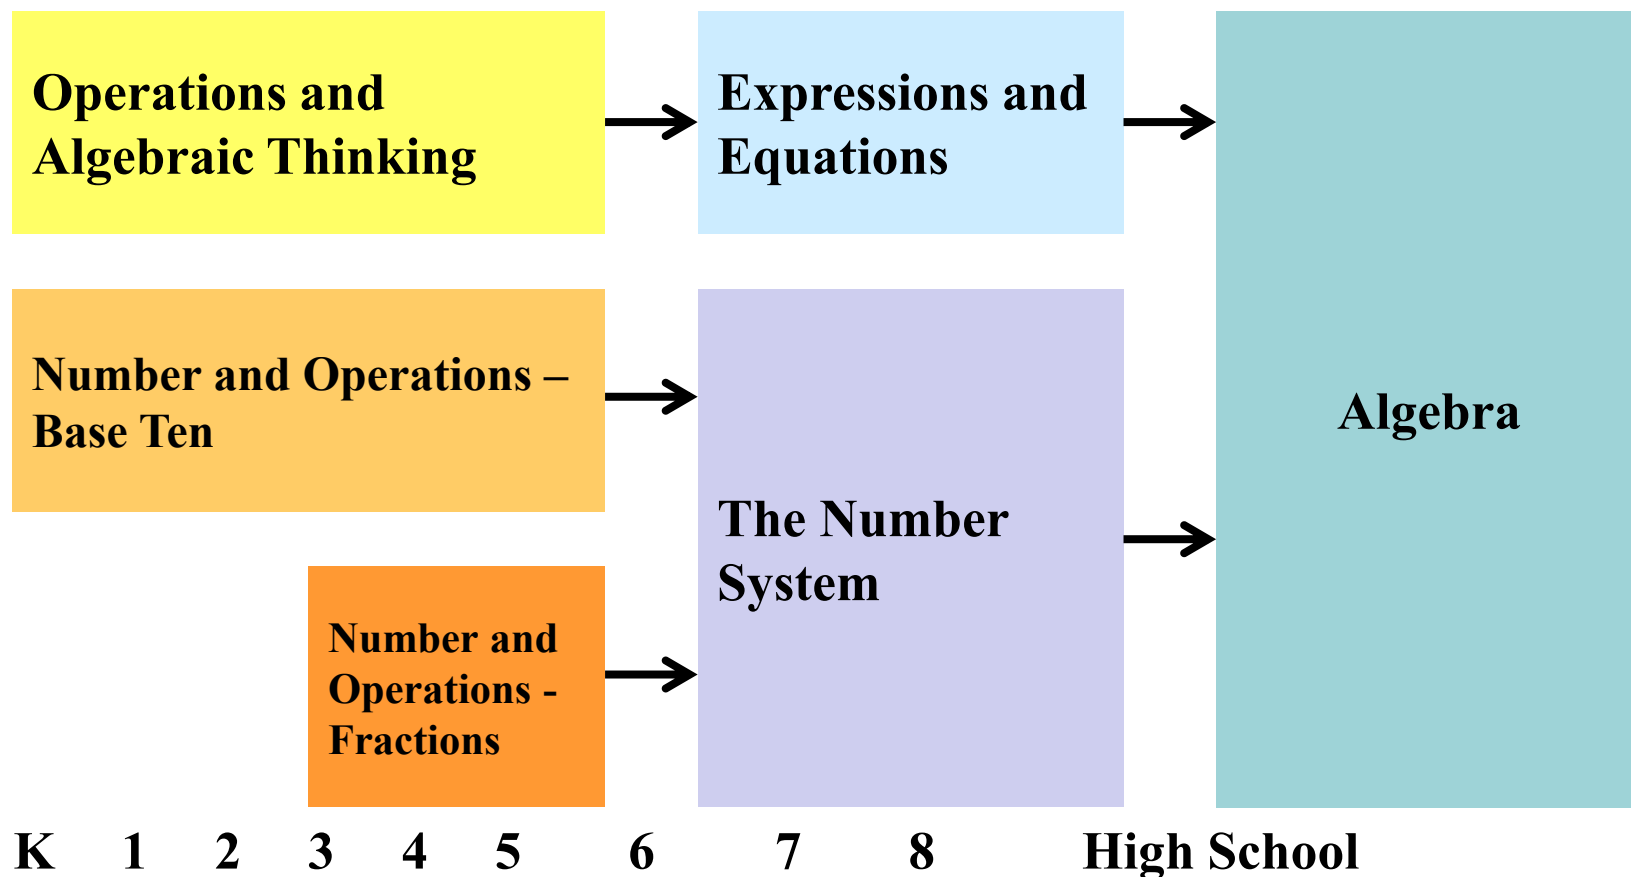 Operations and
Algebraic Thinking
Expressions and
Equations
Number and Operations –
Base Ten
The Number
System
Algebra
Number and
Operations -
Fractions
K 1 2 3 4 5 6 7 8 High School